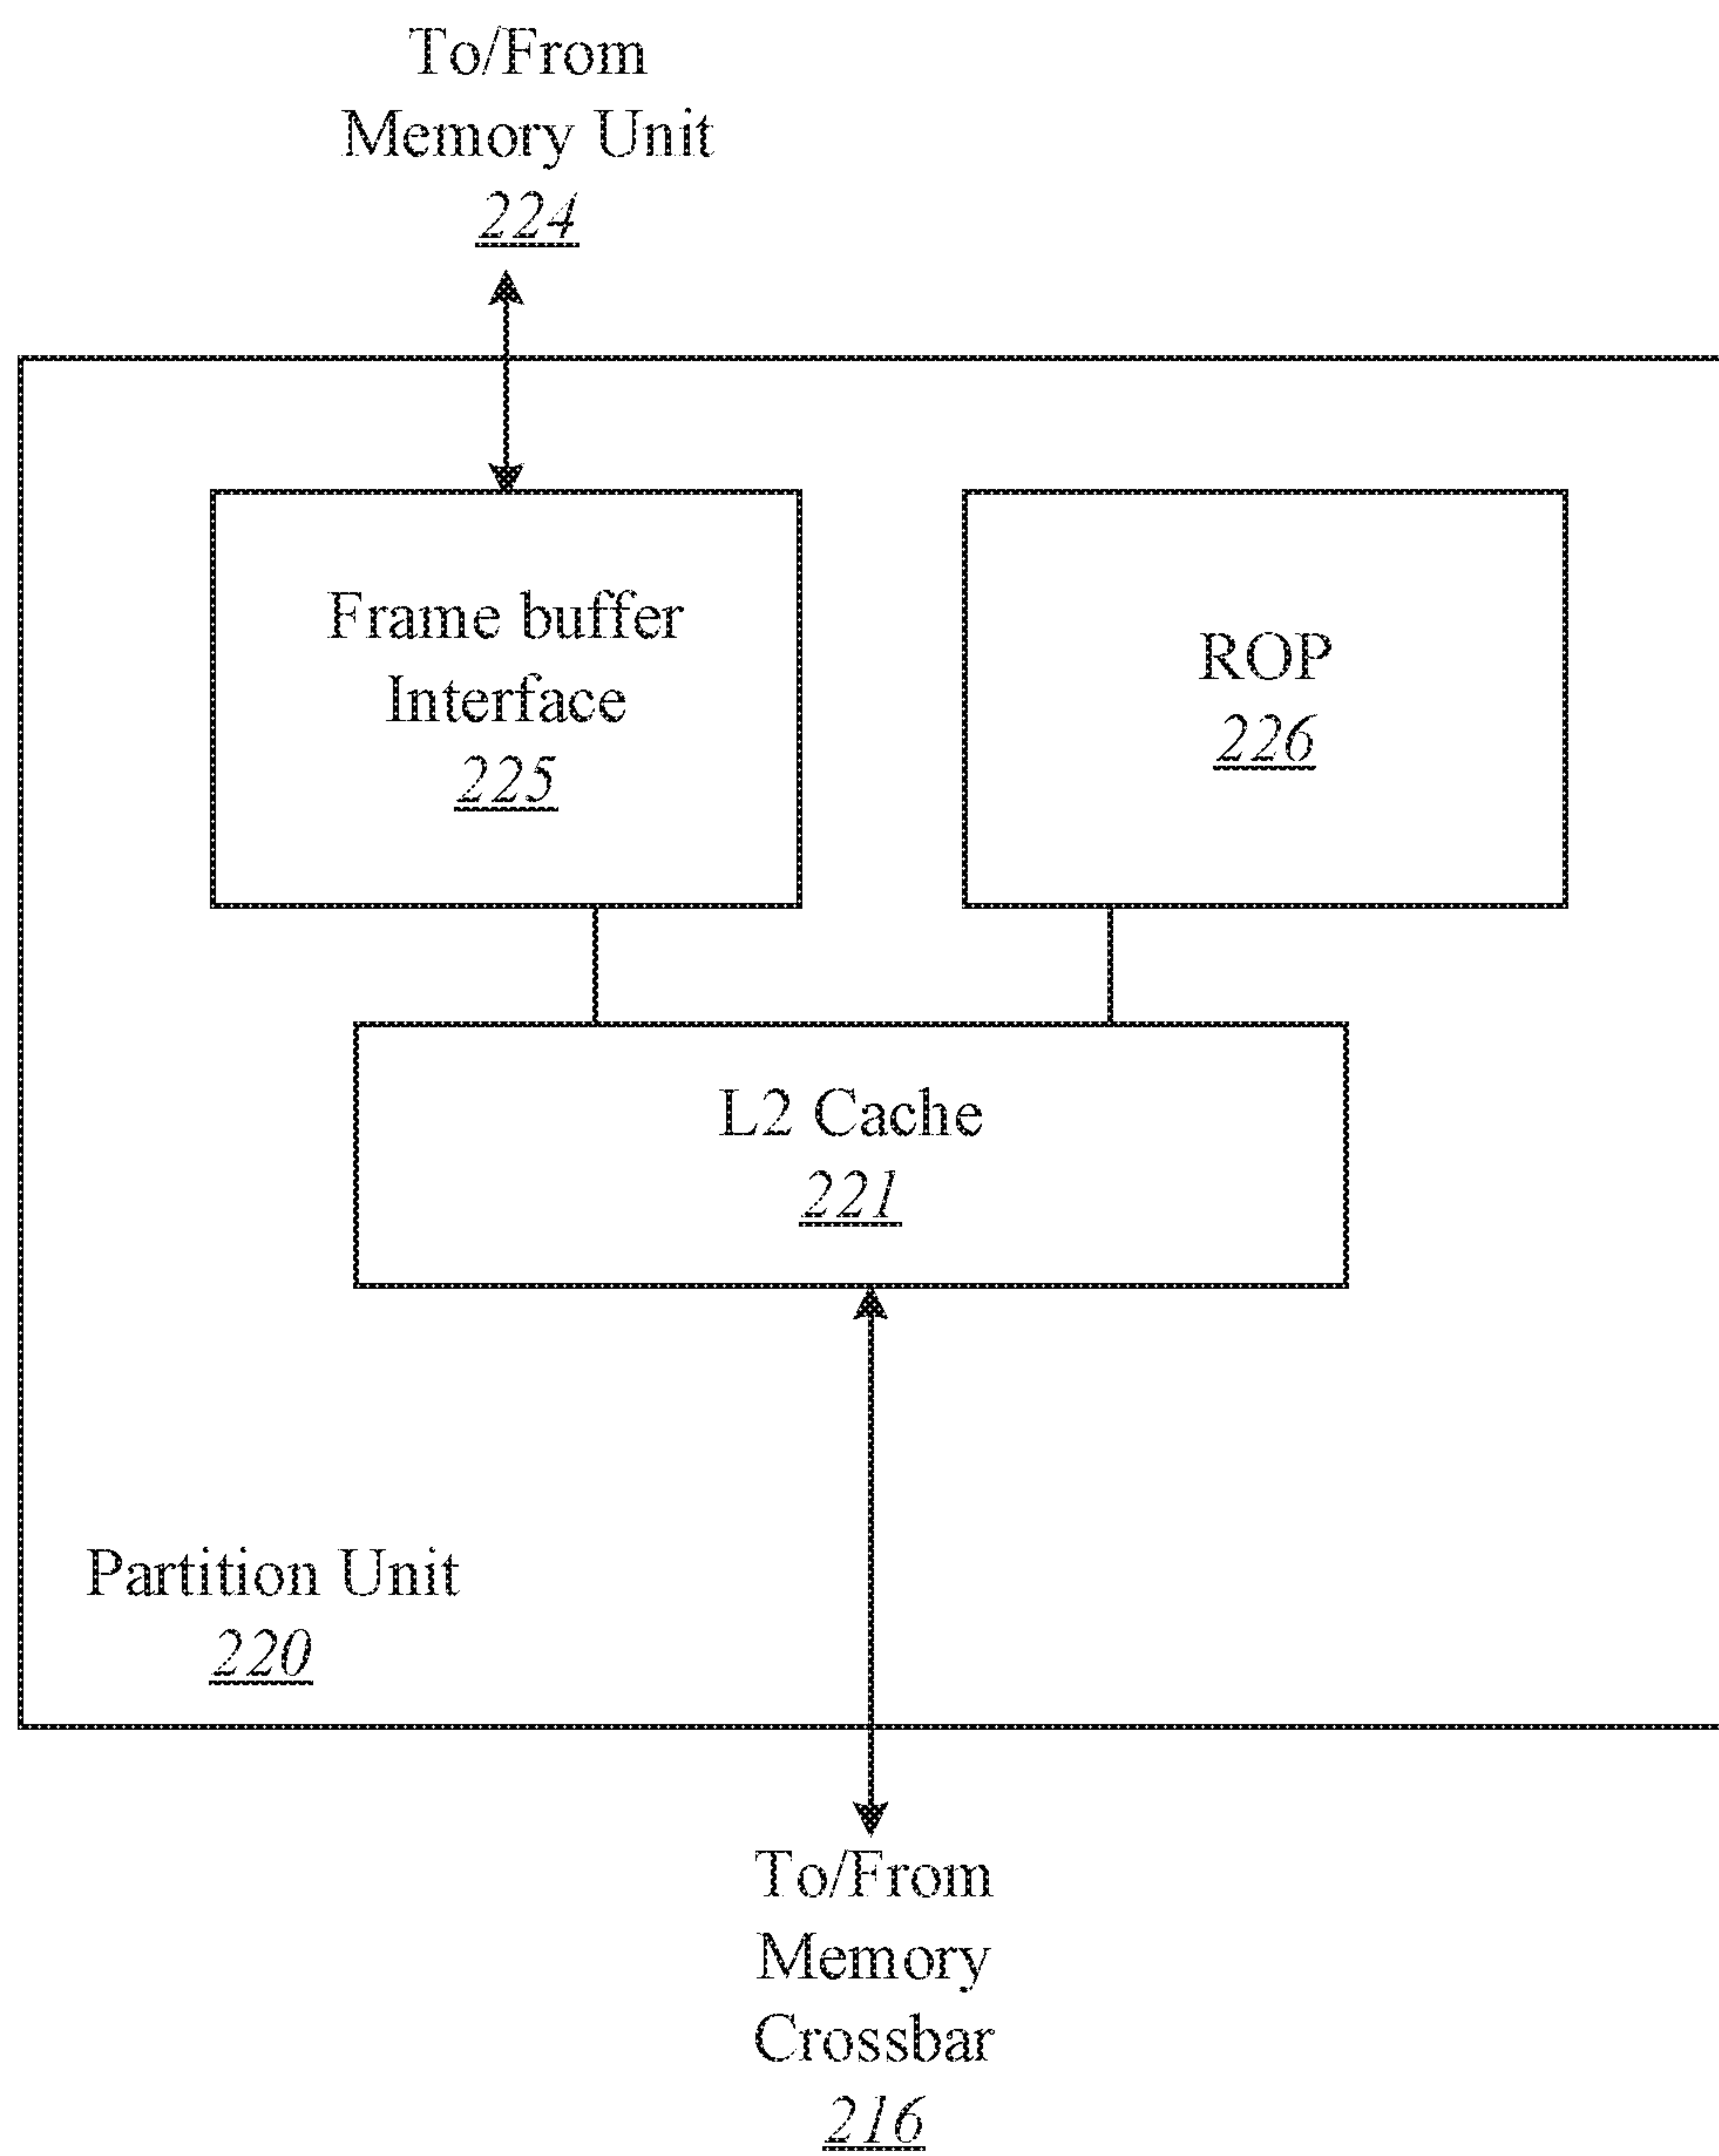 To/From
Memory Unit
224
Frame buffer
Interface
225
ROP
226
L2 Cache
221
Partition Unit
220
To/From
Memory
Crossbar
216